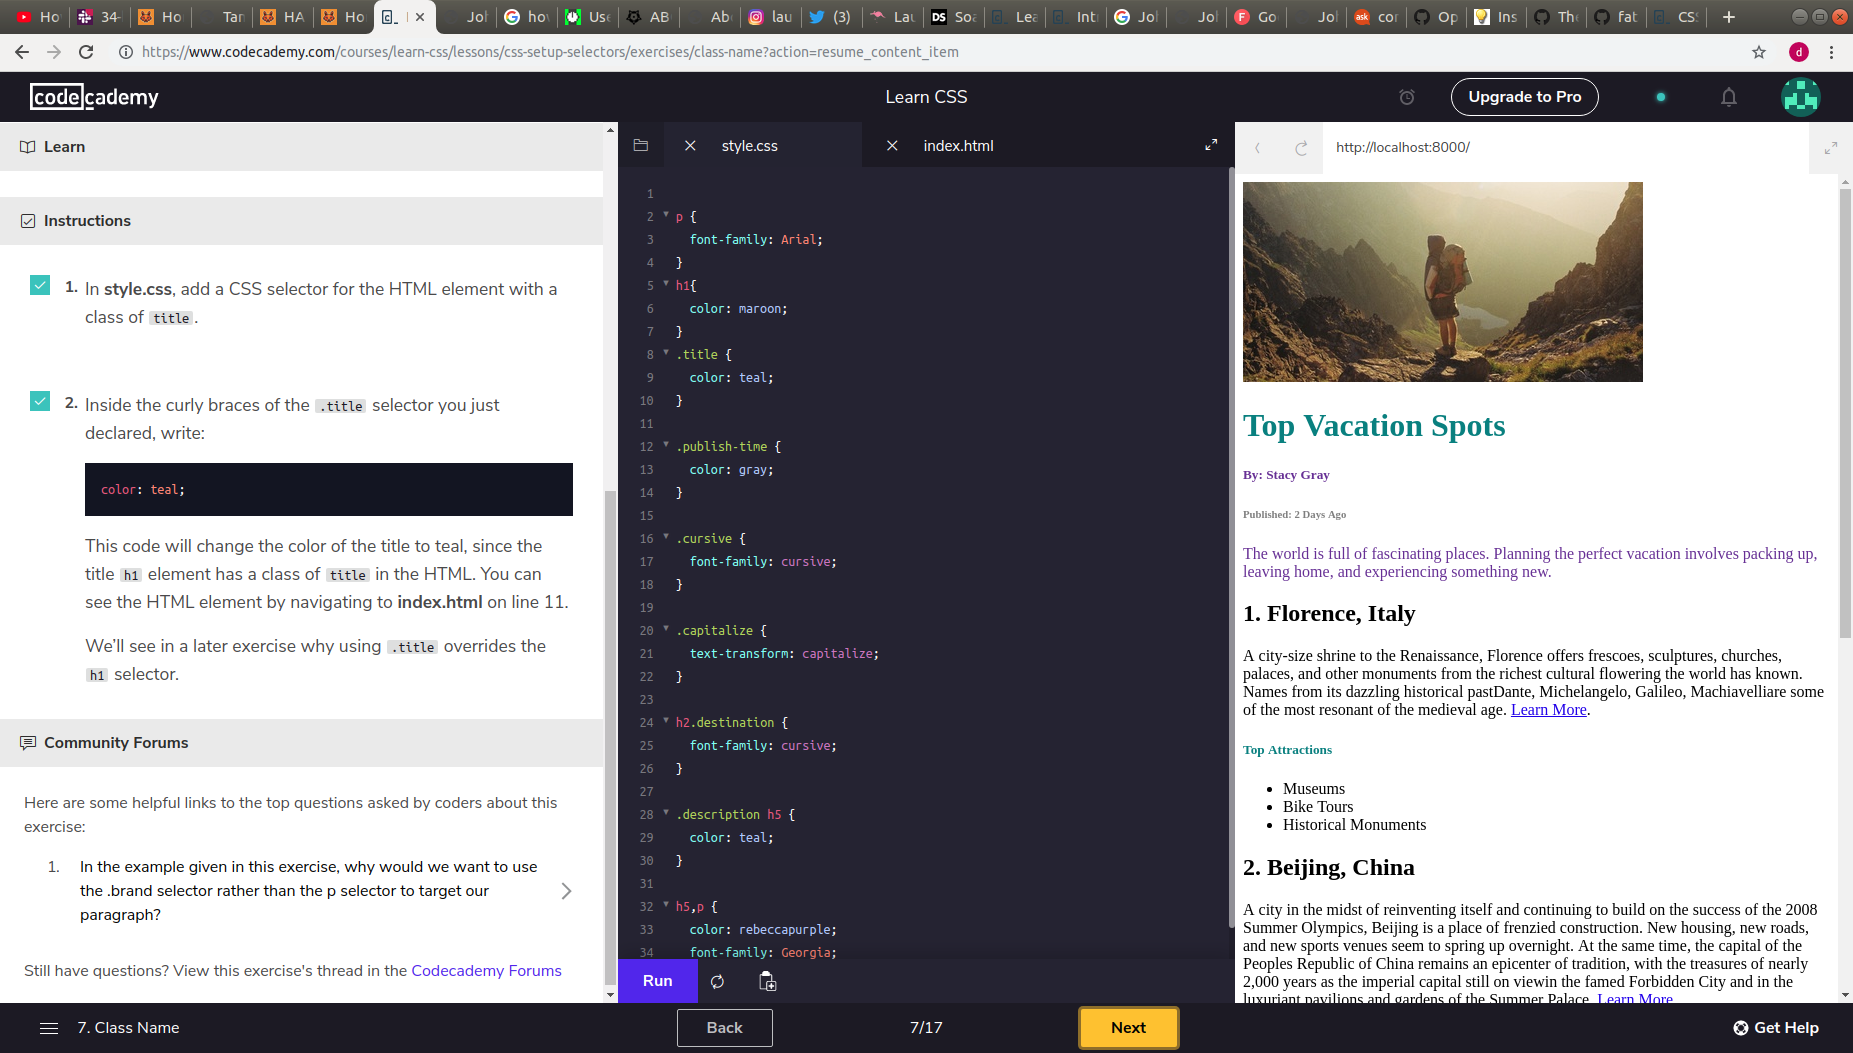 Ho
34-
Ho
Tar
HA
Ho
Joh
hov
Use
AB
Abc
lau
(3)
Lau
DS Soa
Lea
Int
Joh
Joh
F Go
Joh
ask cor
Op
Ins
The
fat
CSS
https://www.codecademy.com/courses/learn-css/lessons/css-setup-selectors/exercises/class-name?action=resume_content_item
d
codecademy
Learn CSS
Upgrade to Pro
Learn
Instructions
1. In style.css, add a CSS selector for the HTML element with a
class of title.
2. Inside the curly braces of the .title selector you just
declared, write:
color: teal;
This code will change the color of the title to teal, since the
title h1 element has a class of title in the HTML. You can
see the HTML element by navigating to index.html on line 11.
We'll see in a later exercise why using .title overrides the
h1 selector.
Community Forums
Here are some helpful links to the top questions asked by coders about this
exercise:
1. In the example given in this exercise, why would we want to use
the .brand selector rather than the p selector to target our
paragraph?
Still have questions? View this exercise's thread in the Codecademy Forums
style.css
index.html
1
2 p {
3 font-family: Arial;
4 }
5 h1{
6 color: maroon;
7 }
8 .title {
9 color: teal;
10 }
11
12 .publish-time {
13 color: gray;
14 }
15
16 .cursive {
17 font-family: cursive;
18 }
19
20 .capitalize {
21 text-transform: capitalize;
22 }
23
24 h2.destination {
25 font-family: cursive;
26 }
27
28 .description h5 {
29 color: teal;
30 }
31
32 h5,p {
33 color: rebeccapurple;
34 font-family: Georgia;
Run
http://localhost:8000/
Top Vacation Spots
By: Stacy Gray
Published: 2 Days Ago
The world is full of fascinating places. Planning the perfect vacation involves packing up,
leaving home, and experiencing something new.
1. Florence, Italy
A city-size shrine to the Renaissance, Florence offers frescoes, sculptures, churches,
palaces, and other monuments from the richest cultural flowering the world has known.
Names from its dazzling historical pastDante, Michelangelo, Galileo, Machiavelliare some
of the most resonant of the medieval age. Learn More.
Top Attractions
Museums
Bike Tours
Historical Monuments
2. Beijing, China
A city in the midst of reinventing itself and continuing to build on the success of the 2008
Summer Olympics, Beijing is a place of frenzied construction. New housing, new roads,
and new sports venues seem to spring up overnight. At the same time, the capital of the
Peoples Republic of China remains an epicenter of tradition, with the treasures of nearly
2,000 years as the imperial capital still on viewin the famed Forbidden City and in the
luxuriant pavilions and gardens of the Summer Palace. Learn More
7. Class Name
Back
7/17
Next
Get Help